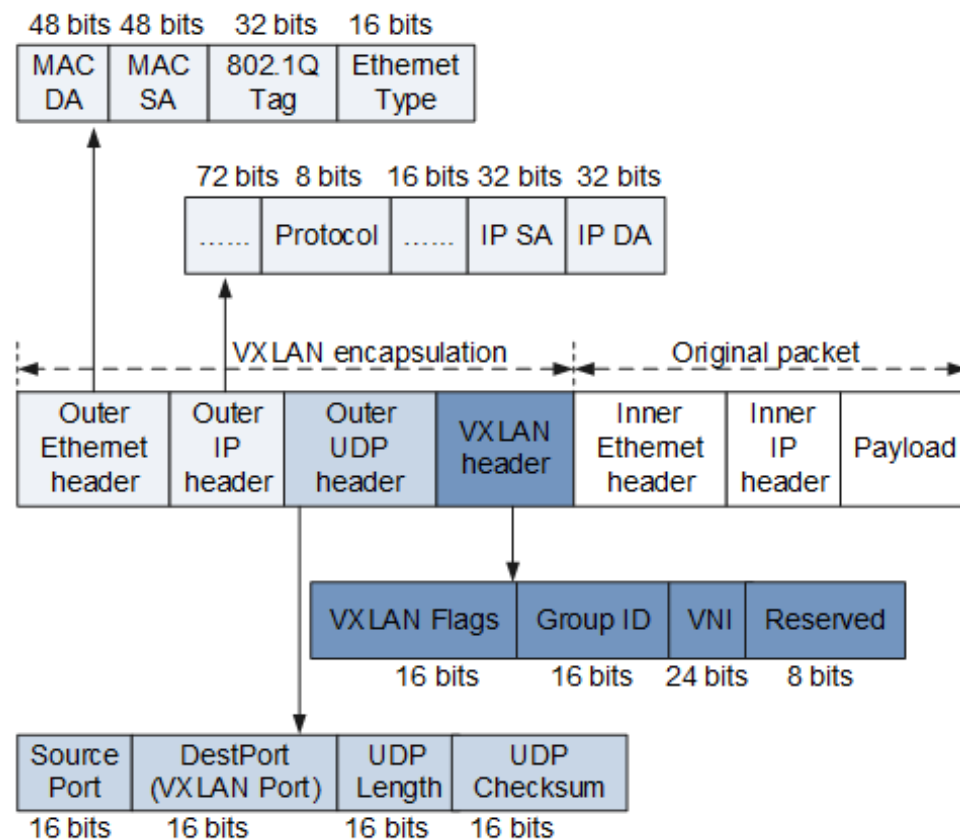 48 bits 48 bits 32 bits 16 bits
MAC DA MAC SA 802.1Q Tag Ethernet Type
72 bits 8 bits 16 bits 32 bits 32 bits
...... Protocol ...... IP SA IP DA
VXLAN encapsulation Original packet
Outer Ethernet header Outer IP header Outer UDP header VXLAN header Inner Ethernet header Inner IP header Payload
VXLAN Flags Group ID VNI Reserved
16 bits 16 bits 24 bits 8 bits
Source Port DestPort (VXLAN Port) UDP Length UDP Checksum
16 bits 16 bits 16 bits 16 bits